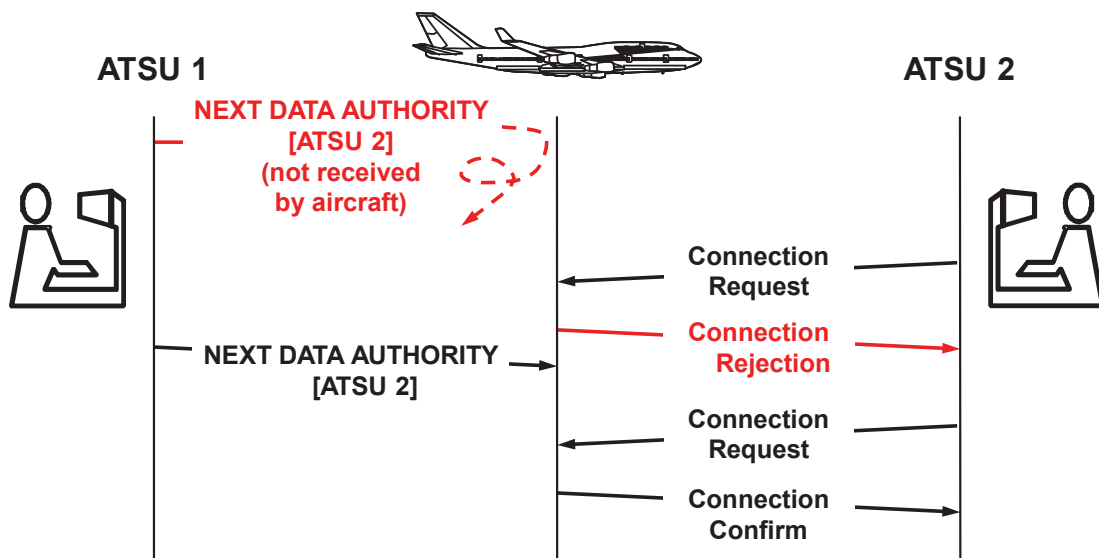 ATSU 1
ATSU 2
NEXT DATA AUTHORITY
[ATSU 2]
(not received
by aircraft)
Connection
Request
Connection
Rejection
NEXT DATA AUTHORITY
[ATSU 2]
Connection
Request
Connection
Confirm